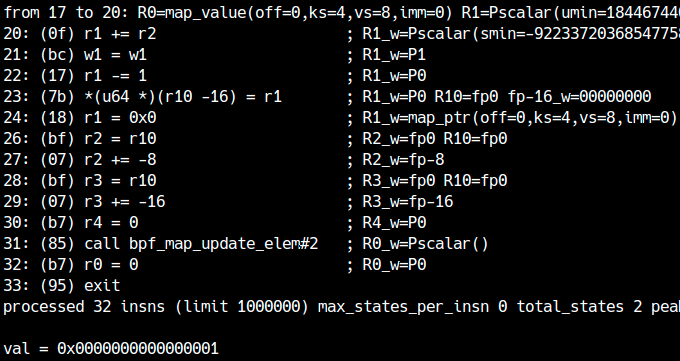 from 17 to 20: R0=map_value(off=0,ks=4,vs=8,imm=0) R1=Pscalar(umin=184467440
20: (0f) r1 += r2 ; R1_w=Pscalar(smin=-92233720368547758
21: (bc) w1 = w1 ; R1_w=P1
22: (17) r1 -= 1 ; R1_w=P0
23: (7b) *(u64 *)(r10 -16) = r1 ; R1_w=P0 R10=fp0 fp-16_w=00000000
24: (18) r1 = 0x0 ; R1_w=map_ptr(off=0,ks=4,vs=8,imm=0)
26: (bf) r2 = r10 ; R2_w=fp0 R10=fp0
27: (07) r2 += -8 ; R2_w=fp-8
28: (bf) r3 = r10 ; R3_w=fp0 R10=fp0
29: (07) r3 += -16 ; R3_w=fp-16
30: (b7) r4 = 0 ; R4_w=P0
31: (85) call bpf_map_update_elem#2 ; R0_w=Pscalar()
32: (b7) r0 = 0 ; R0_w=P0
33: (95) exit
processed 32 insns (limit 1000000) max_states_per_insn 0 total_states 2 pea
val = 0x0000000000000001